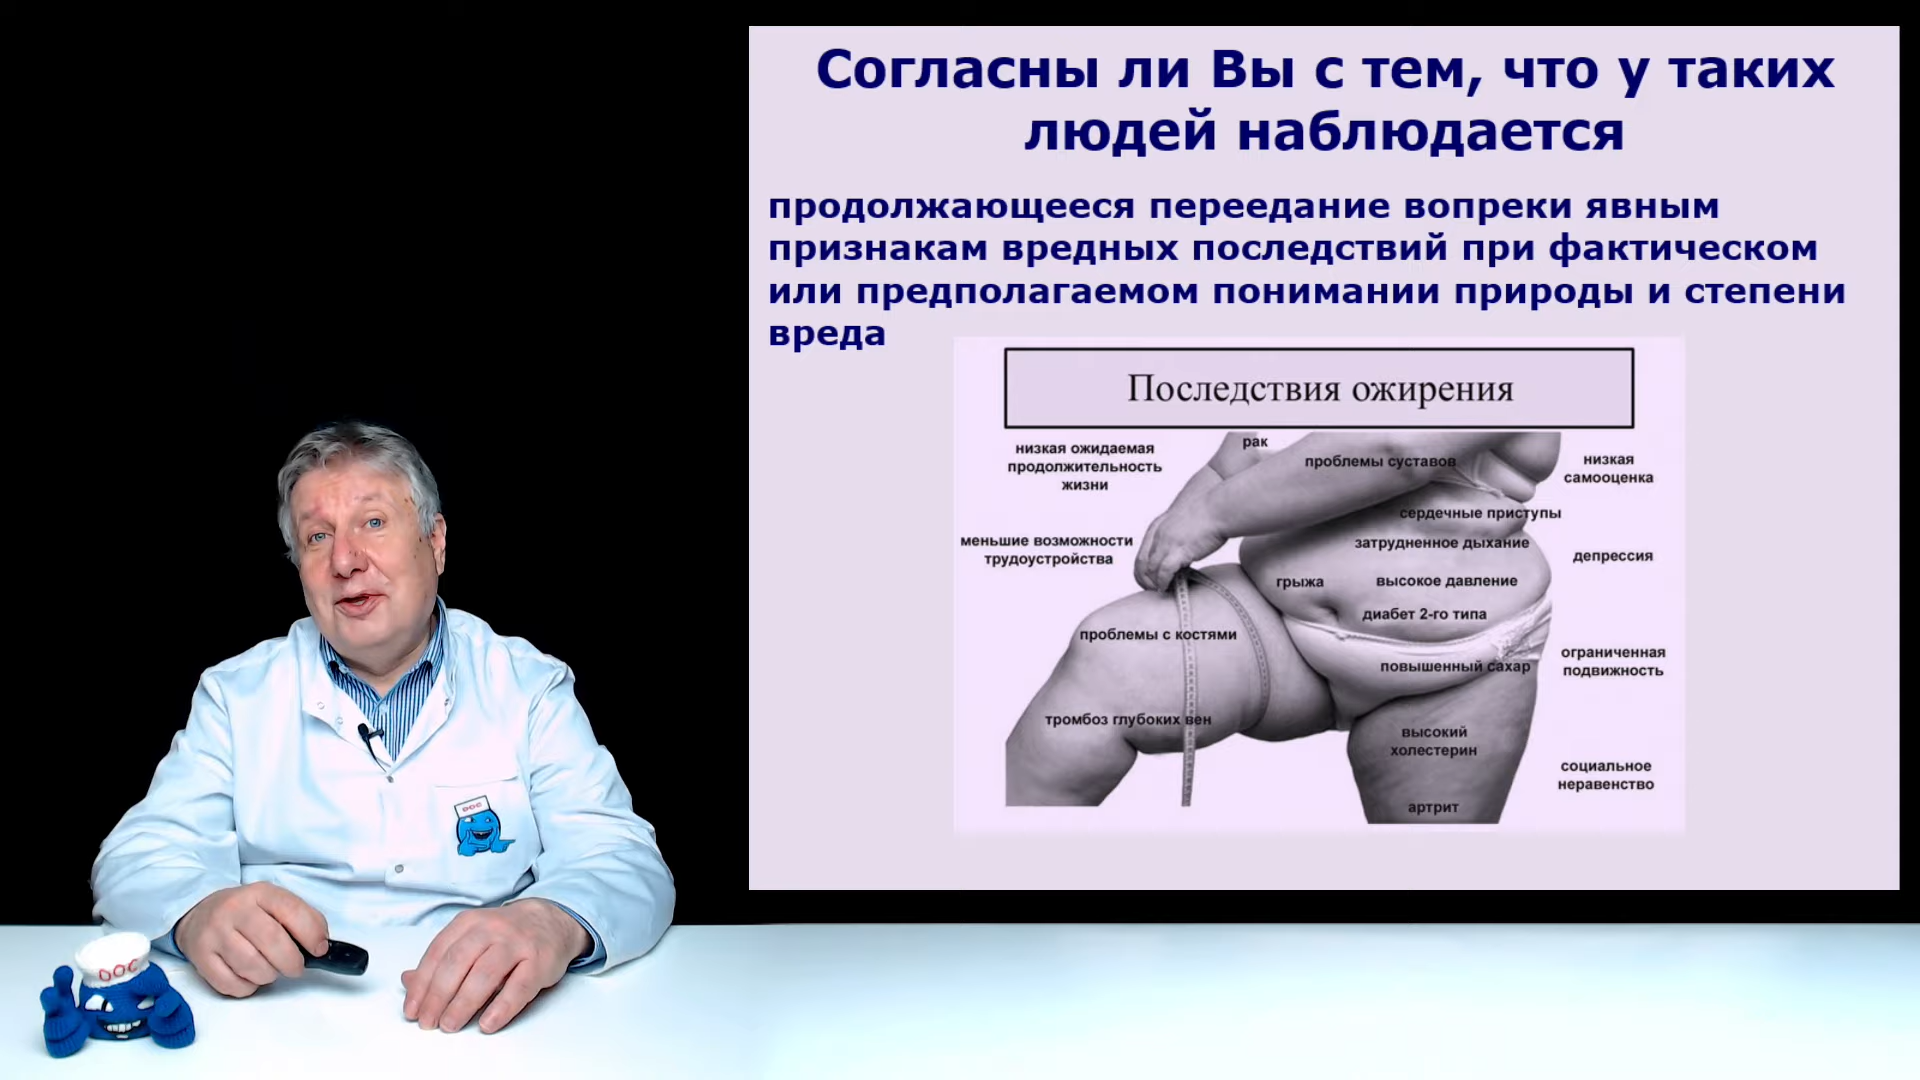 Согласны ли Вы с тем, что у таких
людей наблюдается
продолжающееся переедание вопреки явным
признакам вредных последствий при фактическом
или предполагаемом понимании природы и степени
вреда
Последствия ожирения
рак
низкая ожидаемая
продолжительность
жизни
проблемы суставов
низкая
самооценка
сердечные приступы
меньшие возможности
трудоустройства
затрудненное дыхание
депрессия
грыжа
высокое давление
диабет 2-го типа
проблемы с костями
ограниченная
подвижность
повышенный сахар
тромбоз глубоких вен
высокий
холестерин
социальное
неравенство
артрит
DOC
DOC